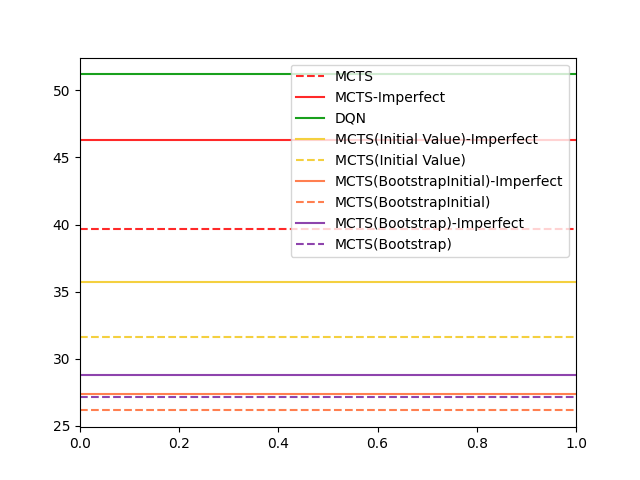 50
45
40
35
30
25
0.0 0.2 0.4 0.6 0.8 1.0
MCTS
MCTS-Imperfect
DQN
MCTS(Initial Value)-Imperfect
MCTS(Initial Value)
MCTS(BootstrapInitial)-Imperfect
MCTS(BootstrapInitial)
MCTS(Bootstrap)-Imperfect
MCTS(Bootstrap)